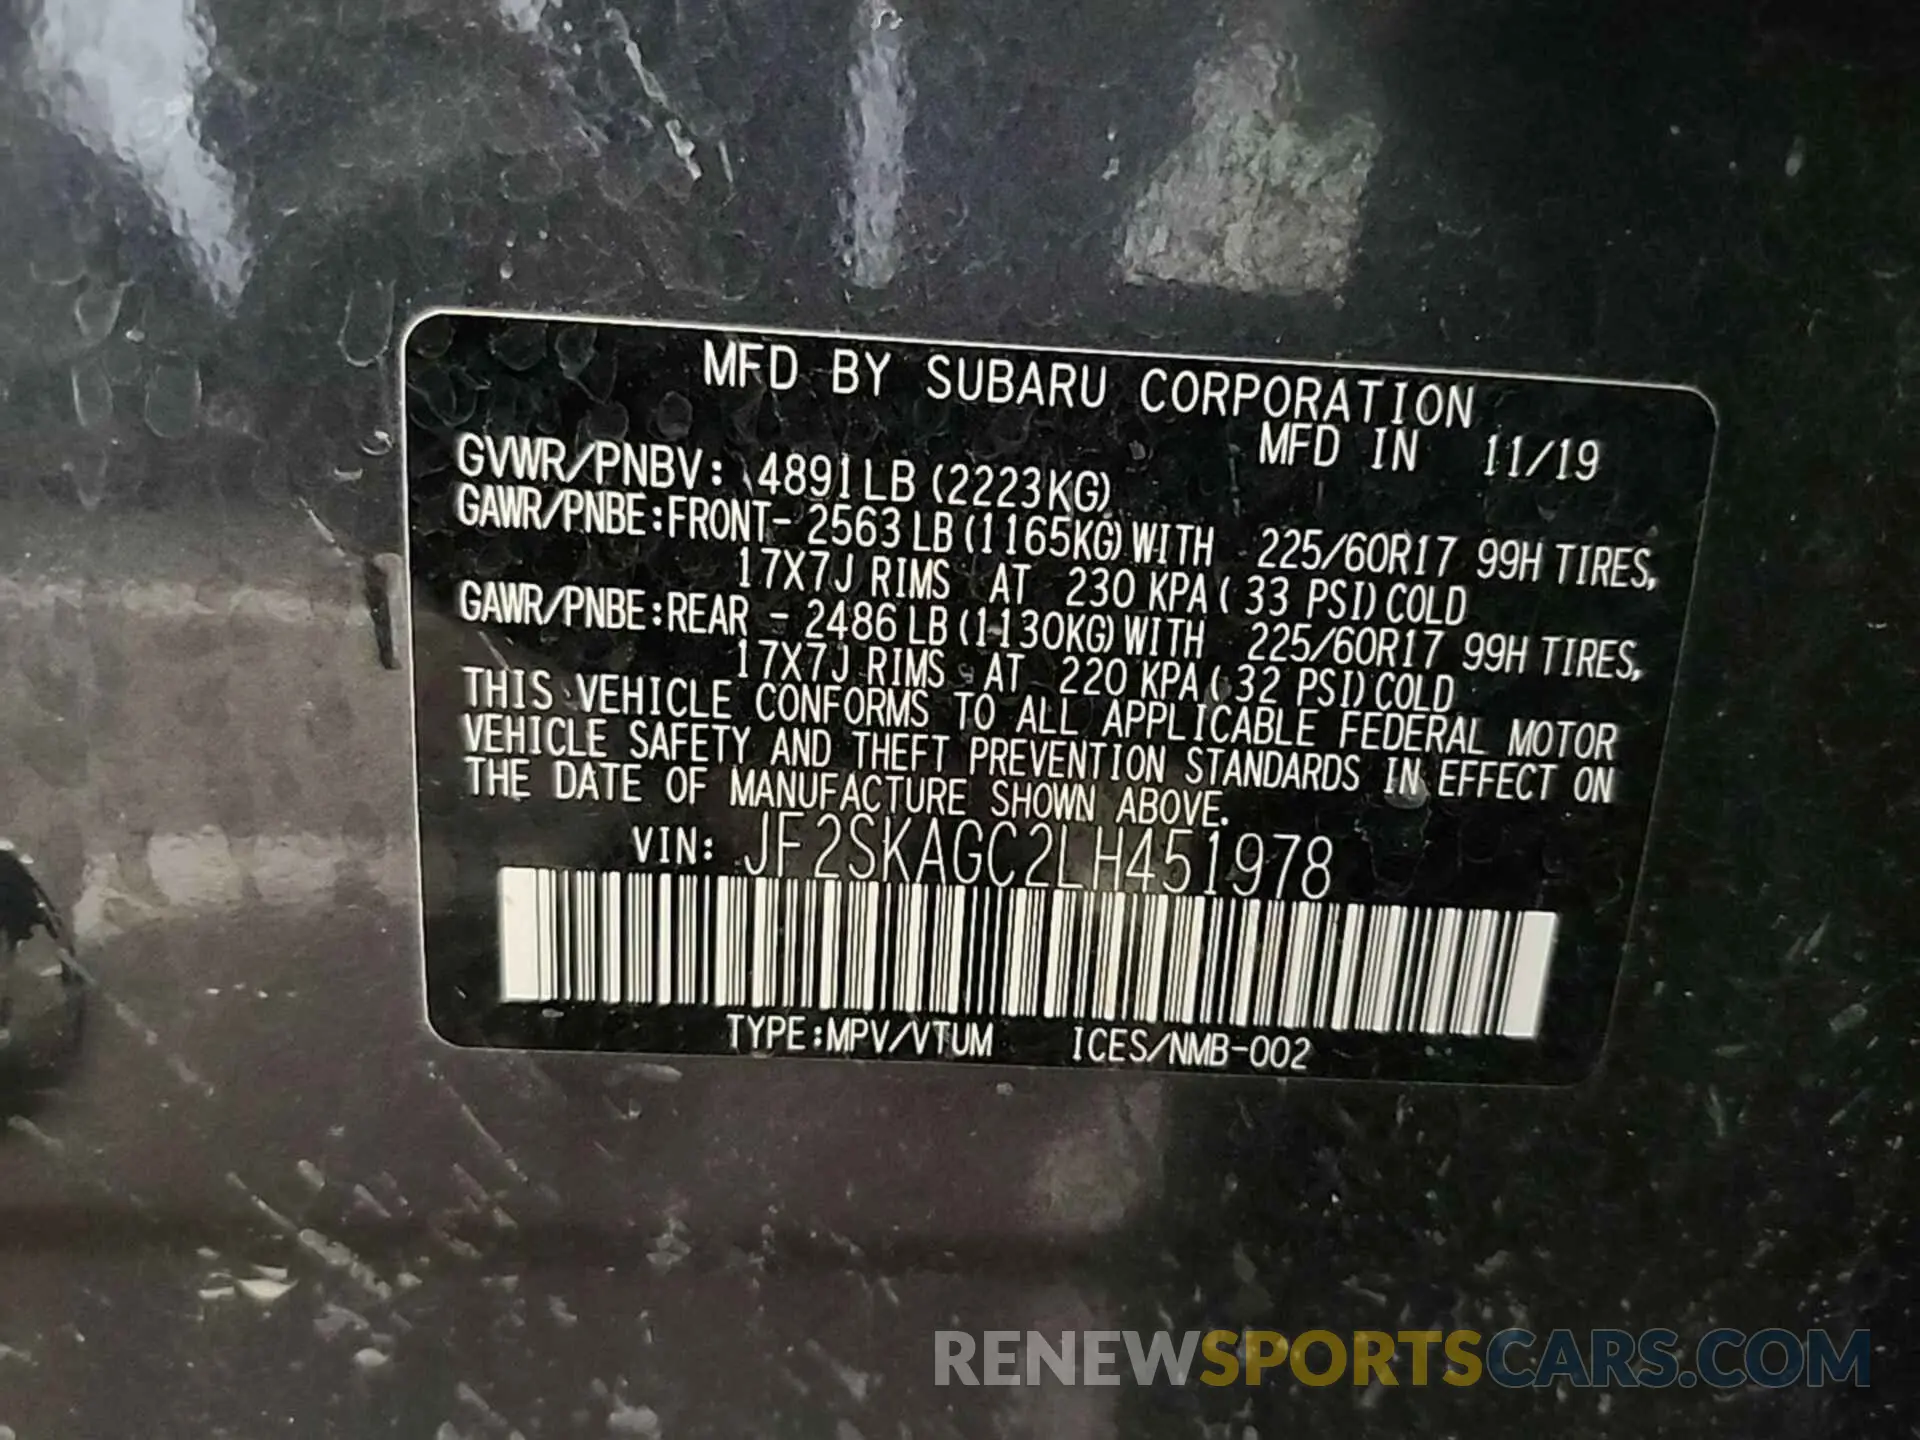 MFD BY SUBARU CORPORATION
MFD IN 11/19
GVWR/PNBV: 4891LB (2223KG)
GAWR/PNBE:FRONT- 2563 LB (1165KG) WITH 225/60R17 99H TIRES,
17X7J RIMS AT 230 KPA ( 33 PSI) COLD
GAWR/PNBE:REAR - 2486 LB (1130KG) WITH 225/60R17 99H TIRES,
17X7J RIMS AT 220 KPA ( 32 PSI) COLD
THIS VEHICLE CONFORMS TO ALL APPLICABLE FEDERAL MOTOR
VEHICLE SAFETY AND THEFT PREVENTION STANDARDS IN EFFECT ON
THE DATE OF MANUFACTURE SHOWN ABOVE.
VIN: JF2SKAGC2LH451978
TYPE:MPV/VTUM ICES/NMB-002
RENEWSPORTSCARS.COM